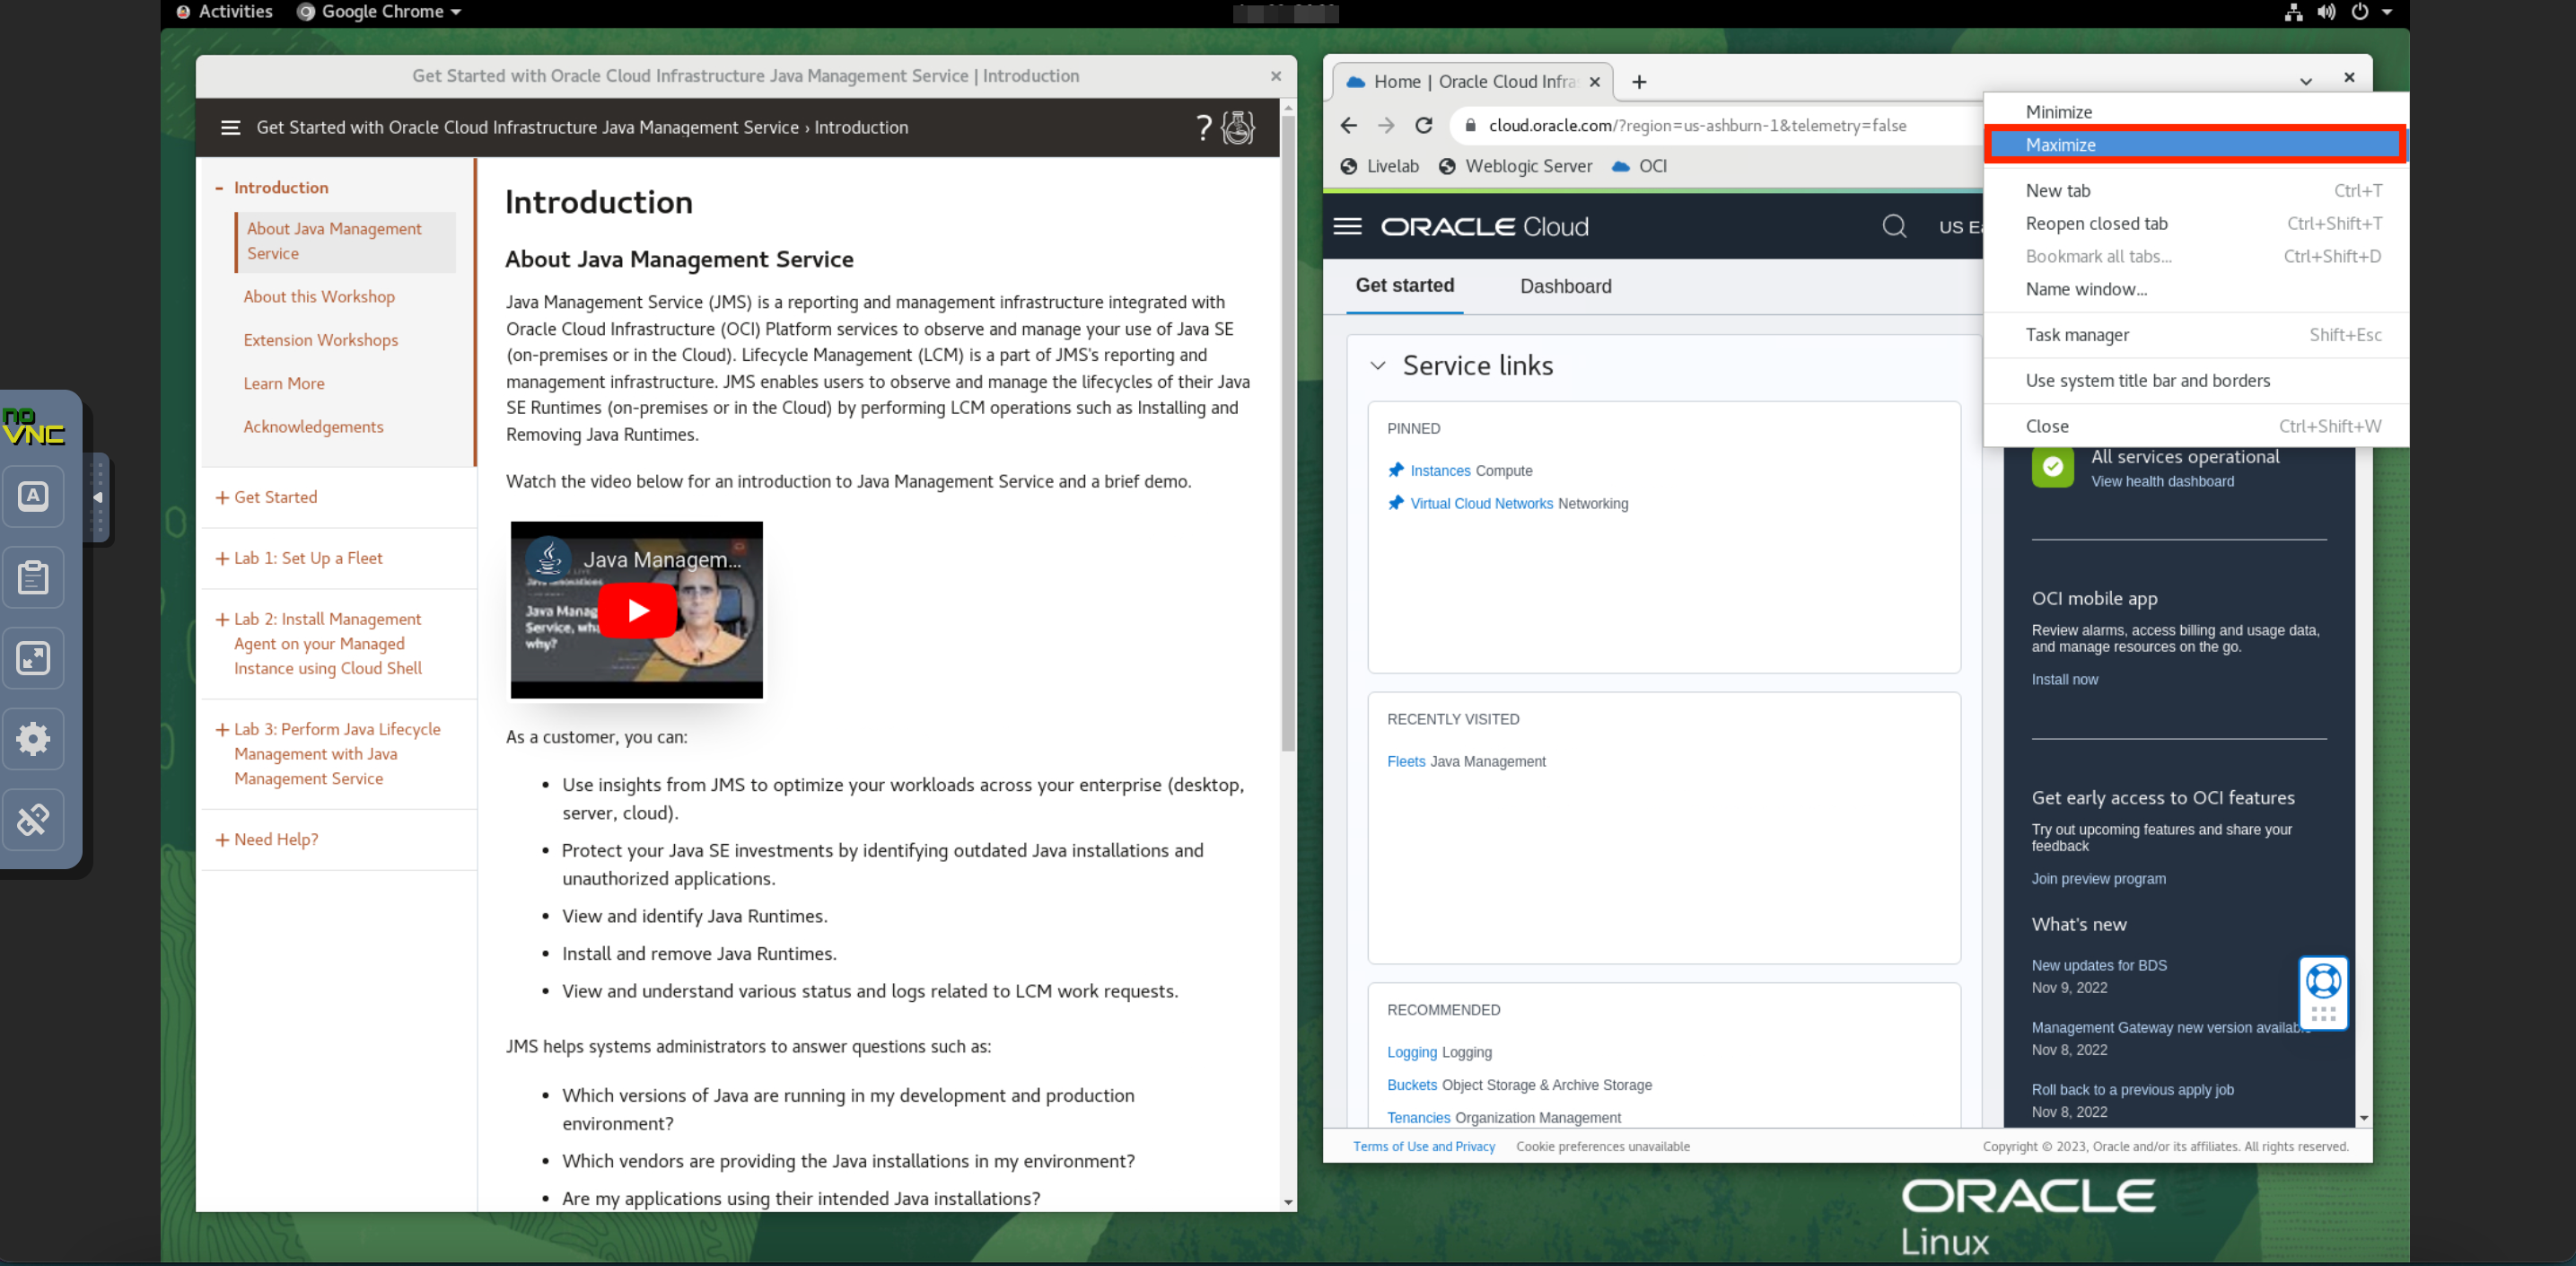 Activities
Google Chrome
Get Started with Oracle Cloud Infrastructure Java Management Service | Introduction
Get Started with Oracle Cloud Infrastructure Java Management Service › Introduction
?
- Introduction
About Java Management
Service
About this Workshop
Extension Workshops
Learn More
Acknowledgements
+ Get Started
+ Lab 1: Set Up a Fleet
+ Lab 2: Install Management
Agent on your Managed
Instance using Cloud Shell
+ Lab 3: Perform Java Lifecycle
Management with Java
Management Service
+ Need Help?
no
VNC
A
Introduction
About Java Management Service
Java Management Service (JMS) is a reporting and management infrastructure integrated with
Oracle Cloud Infrastructure (OCI) Platform services to observe and manage your use of Java SE
(on-premises or in the Cloud). Lifecycle Management (LCM) is a part of JMS's reporting and
management infrastructure. JMS enables users to observe and manage the lifecycles of their Java
SE Runtimes (on-premises or in the Cloud) by performing LCM operations such as Installing and
Removing Java Runtimes.
Watch the video below for an introduction to Java Management Service and a brief demo.
Java Managem...
Java Manag
Service, wha
why?
As a customer, you can:
• Use insights from JMS to optimize your workloads across your enterprise (desktop,
server, cloud).
• Protect your Java SE investments by identifying outdated Java installations and
unauthorized applications.
• View and identify Java Runtimes.
• Install and remove Java Runtimes.
• View and understand various status and logs related to LCM work requests.
JMS helps systems administrators to answer questions such as:
• Which versions of Java are running in my development and production
environment?
• Which vendors are providing the Java installations in my environment?
• Are my applications using their intended Java installations?
Home | Oracle Cloud Infra
cloud.oracle.com/?region=us-ashburn-1&telemetry=false
Livelab
Weblogic Server
OCI
ORACLE Cloud
US Ea
Get started
Dashboard
Service links
PINNED
Instances Compute
Virtual Cloud Networks Networking
RECENTLY VISITED
Fleets Java Management
RECOMMENDED
Logging Logging
Buckets Object Storage & Archive Storage
Tenancies Organization Management
Minimize
Maximize
New tab Ctrl+T
Reopen closed tab Ctrl+Shift+T
Bookmark all tabs... Ctrl+Shift+D
Name window...
Task manager Shift+Esc
Use system title bar and borders
Close Ctrl+Shift+W
All services operational
View health dashboard
OCI mobile app
Review alarms, access billing and usage data,
and manage resources on the go.
Install now
Get early access to OCI features
Try out upcoming features and share your
feedback
Join preview program
What's new
New updates for BDS
Nov 9, 2022
Management Gateway new version availab
Nov 8, 2022
Roll back to a previous apply job
Nov 8, 2022
Terms of Use and Privacy
Cookie preferences unavailable
Copyright © 2023, Oracle and/or its affiliates. All rights reserved.
ORACLE
Linux